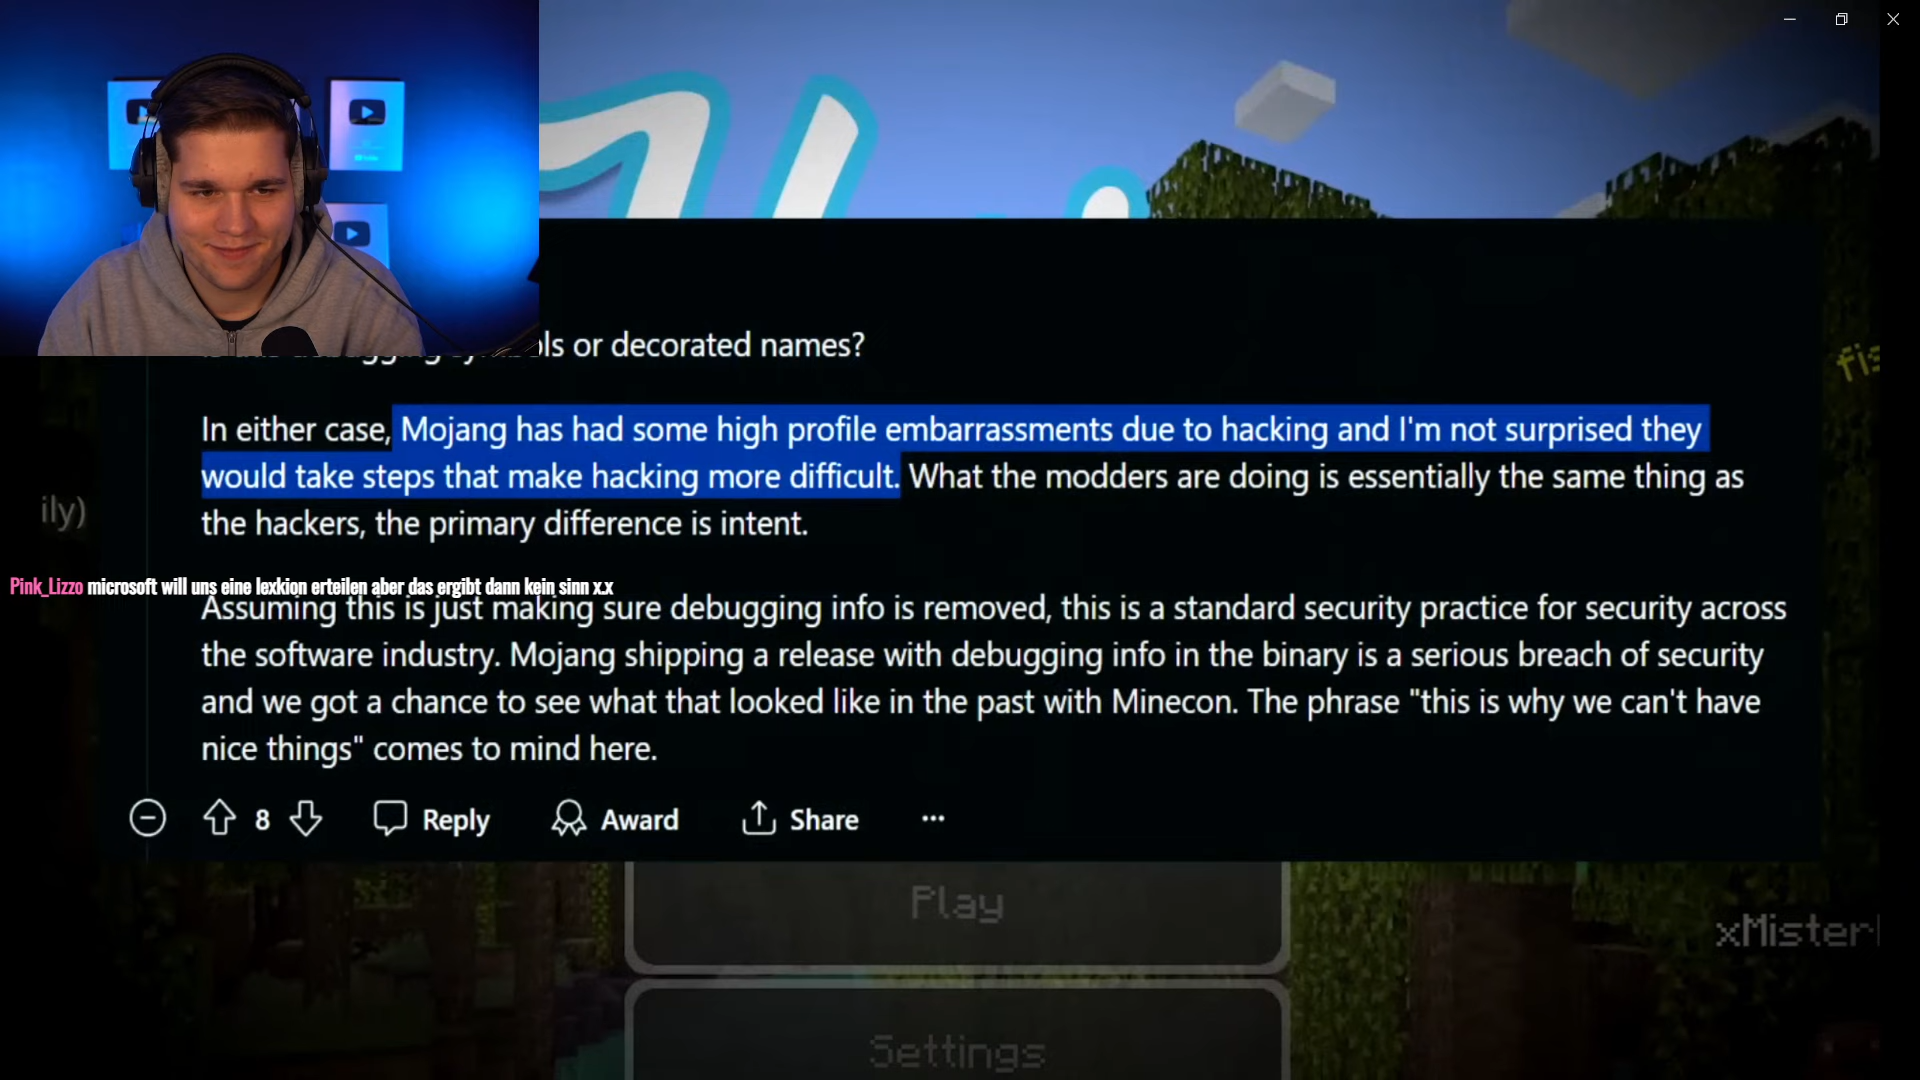 ls or decorated names?
In either case, Mojang has had some high profile embarrassments due to hacking and I'm not surprised they
would take steps that make hacking more difficult. What the modders are doing is essentially the same thing as
ily)
the hackers, the primary difference is intent.
Pink_Lizzo microsoft will uns eine lexkion erteilen aber das ergibt dann kein sinn x.x
Assuming this is just making sure debugging info is removed, this is a standard security practice for security across
the software industry. Mojang shipping a release with debugging info in the binary is a serious breach of security
and we got a chance to see what that looked like in the past with Minecon. The phrase "this is why we can't have
nice things" comes to mind here.
8 Reply Award Share ...
Play
xMister
Settings